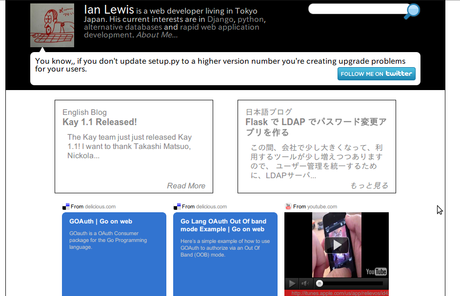 Ian Lewis is a web developer living in Tokyo
Japan. His current interests are in Django, python,
alternative databases and rapid web application
development. About Me...
You know,, if you don't update setup.py to a higher version number you're creating upgrade problems
for your users.
FOLLOW ME ON twitter
English Blog
Kay 1.1 Released!
The Kay team just just released Kay
1.1! I want to thank Takashi Matsuo,
Nickola...
Read More
日本語ブログ
Flask で LDAP でパスワード変更ア
プリを作る
この間、会社で少し大きくなって、利
用するツールが少し増えつつありますの
で、ユーザー管理を統一するため
に、LDAPサーバ...
もっと見る
From delicious.com
GOAuth | Go on web
GOauth is a OAuth Consumer
package for the Go Programming
language.
From delicious.com
Go Lang OAuth Out Of band
mode Example | Go on web
Here's a simple example of how to use
GOAuth to authorize via an Out Of
Band (OOB) mode.
From youtube.com
YouTube